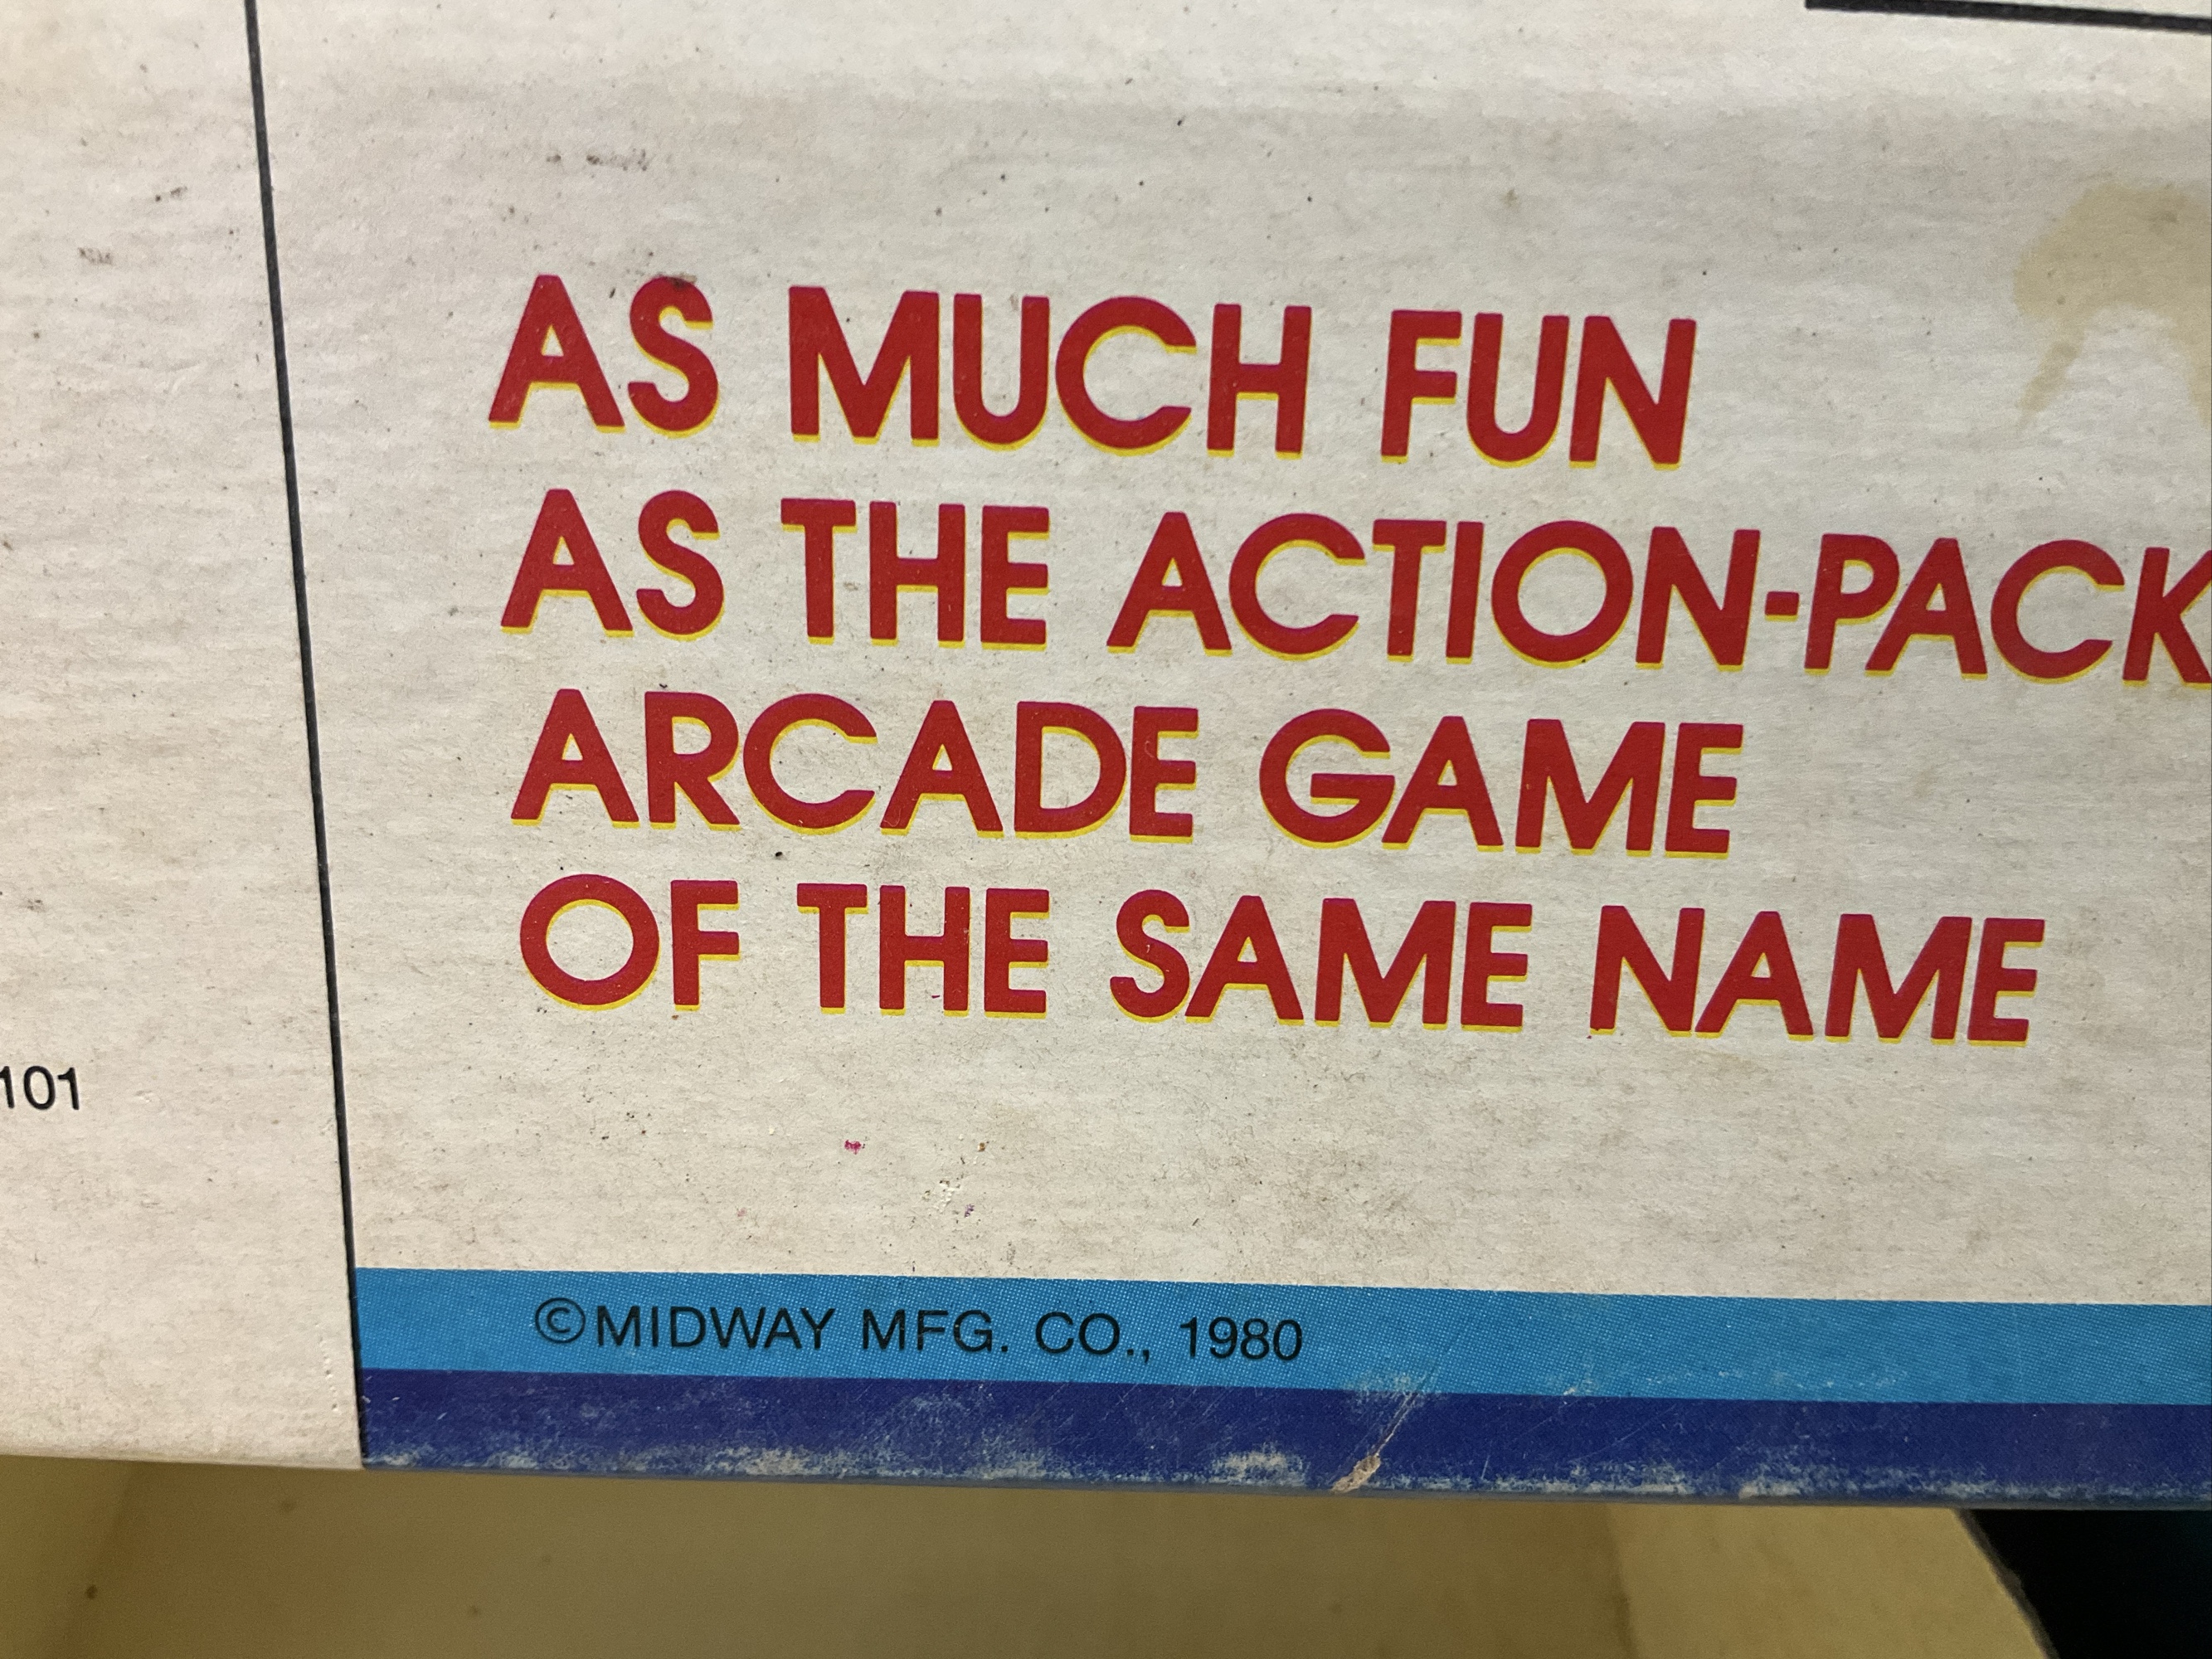 AS MUCH FUN
AS THE ACTION-PACK
ARCADE GAME
OF THE SAME NAME
101
©MIDWAY MFG. CO., 1980